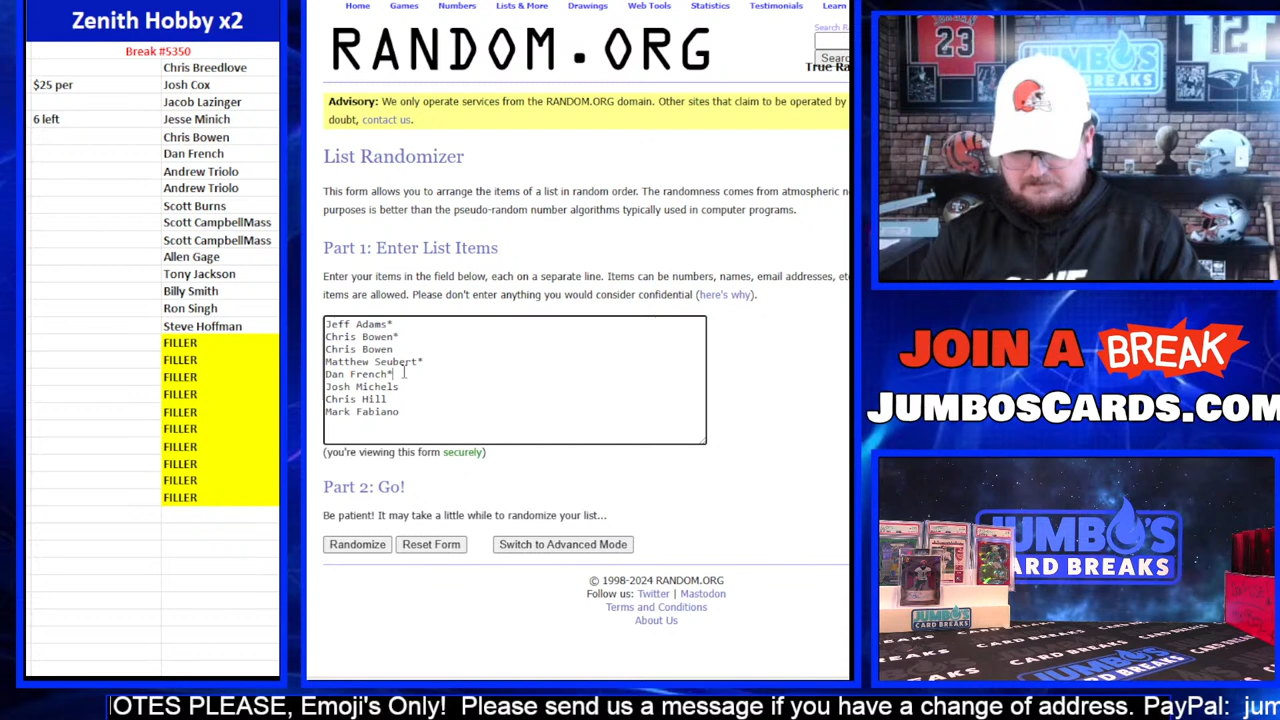 Zenith Hobby x2
Break #5350
Chris Breedlove
$25 per
Josh Cox
Jacob Lazinger
6 left
Jesse Minich
Chris Bowen
Dan French
Andrew Triolo
Andrew Triolo
Scott Burns
Scott CampbellMass
Scott CampbellMass
Allen Gage
Tony Jackson
Billy Smith
Ron Singh
Steve Hoffman
FILLER
FILLER
FILLER
FILLER
FILLER
FILLER
FILLER
FILLER
FILLER
FILLER
Home Games Numbers Lists & More Drawings Web Tools Statistics Testimonials Learn
Search R
RANDOM.ORG
Searc
True Ra
Advisory: We only operate services from the RANDOM.ORG domain. Other sites that claim to be operated by
doubt, contact us.
List Randomizer
This form allows you to arrange the items of a list in random order. The randomness comes from atmospheric n
purposes is better than the pseudo-random number algorithms typically used in computer programs.
Part 1: Enter List Items
Enter your items in the field below, each on a separate line. Items can be numbers, names, email addresses, etc
items are allowed. Please don't enter anything you would consider confidential (here's why).
Jeff Adams*
Chris Bowen*
Chris Bowen
Matthew Seubert*
Dan French*
Josh Michels
Chris Hill
Mark Fabiano
(you're viewing this form securely)
Part 2: Go!
Be patient! It may take a little while to randomize your list...
Randomize Reset Form Switch to Advanced Mode
© 1998-2024 RANDOM.ORG
Follow us: Twitter | Mastodon
Terms and Conditions
About Us
JORDAN
23
12
JUMBO'S
CARD BREAKS
JOIN A BREAK
JUMBOSCARDS.COM
JUMBO'S
CARD BREAKS
JUMBO'S
CARD BREAKS
OTES PLEASE, Emoji's Only! Please send us a message if you have a change of address. PayPal: jum